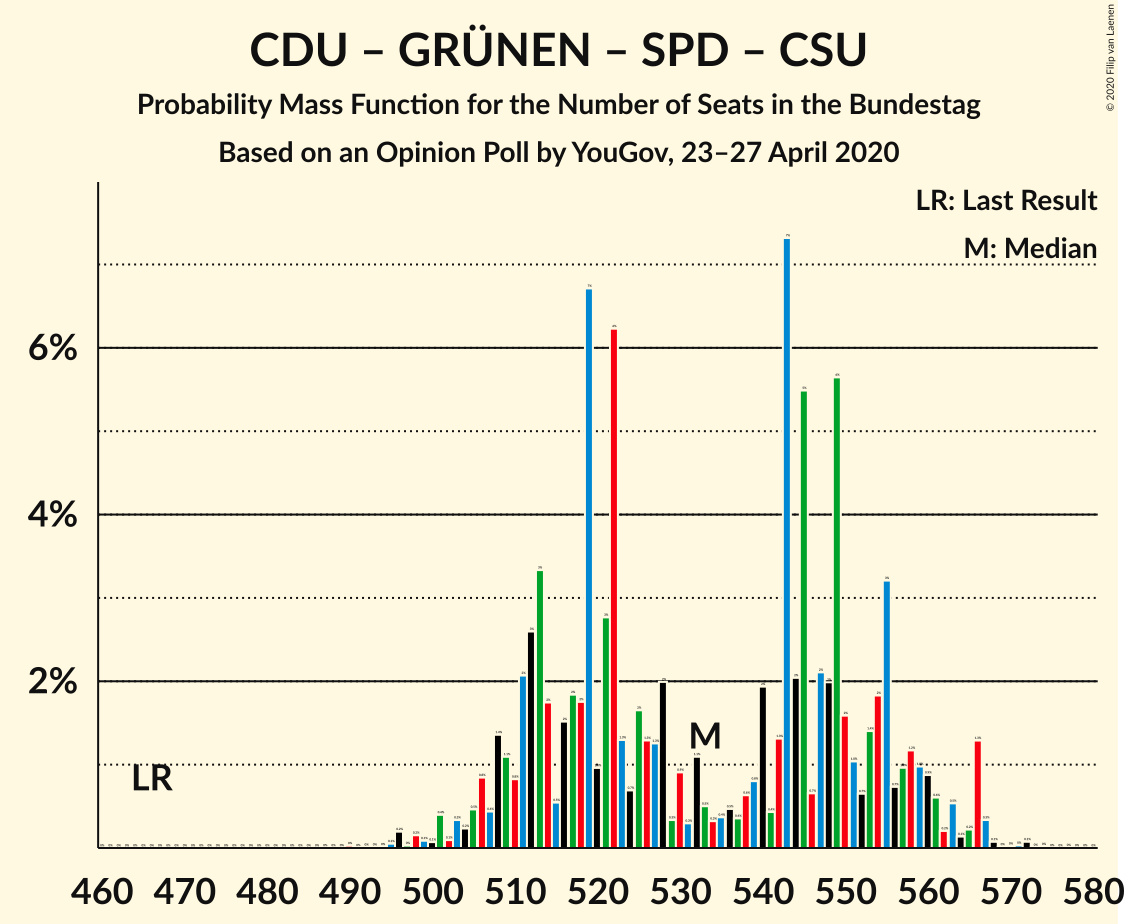 CDU – GRÜNEN – SPD – CSU
Probability Mass Function for the Number of Seats in the Bundestag
Based on an Opinion Poll by YouGov, 23–27 April 2020
© 2020 Filip van Laenen
LR: Last Result
M: Median
6%
4%
2%
LR
M
460 470 480 490 500 510 520 530 540 550 560 570 580